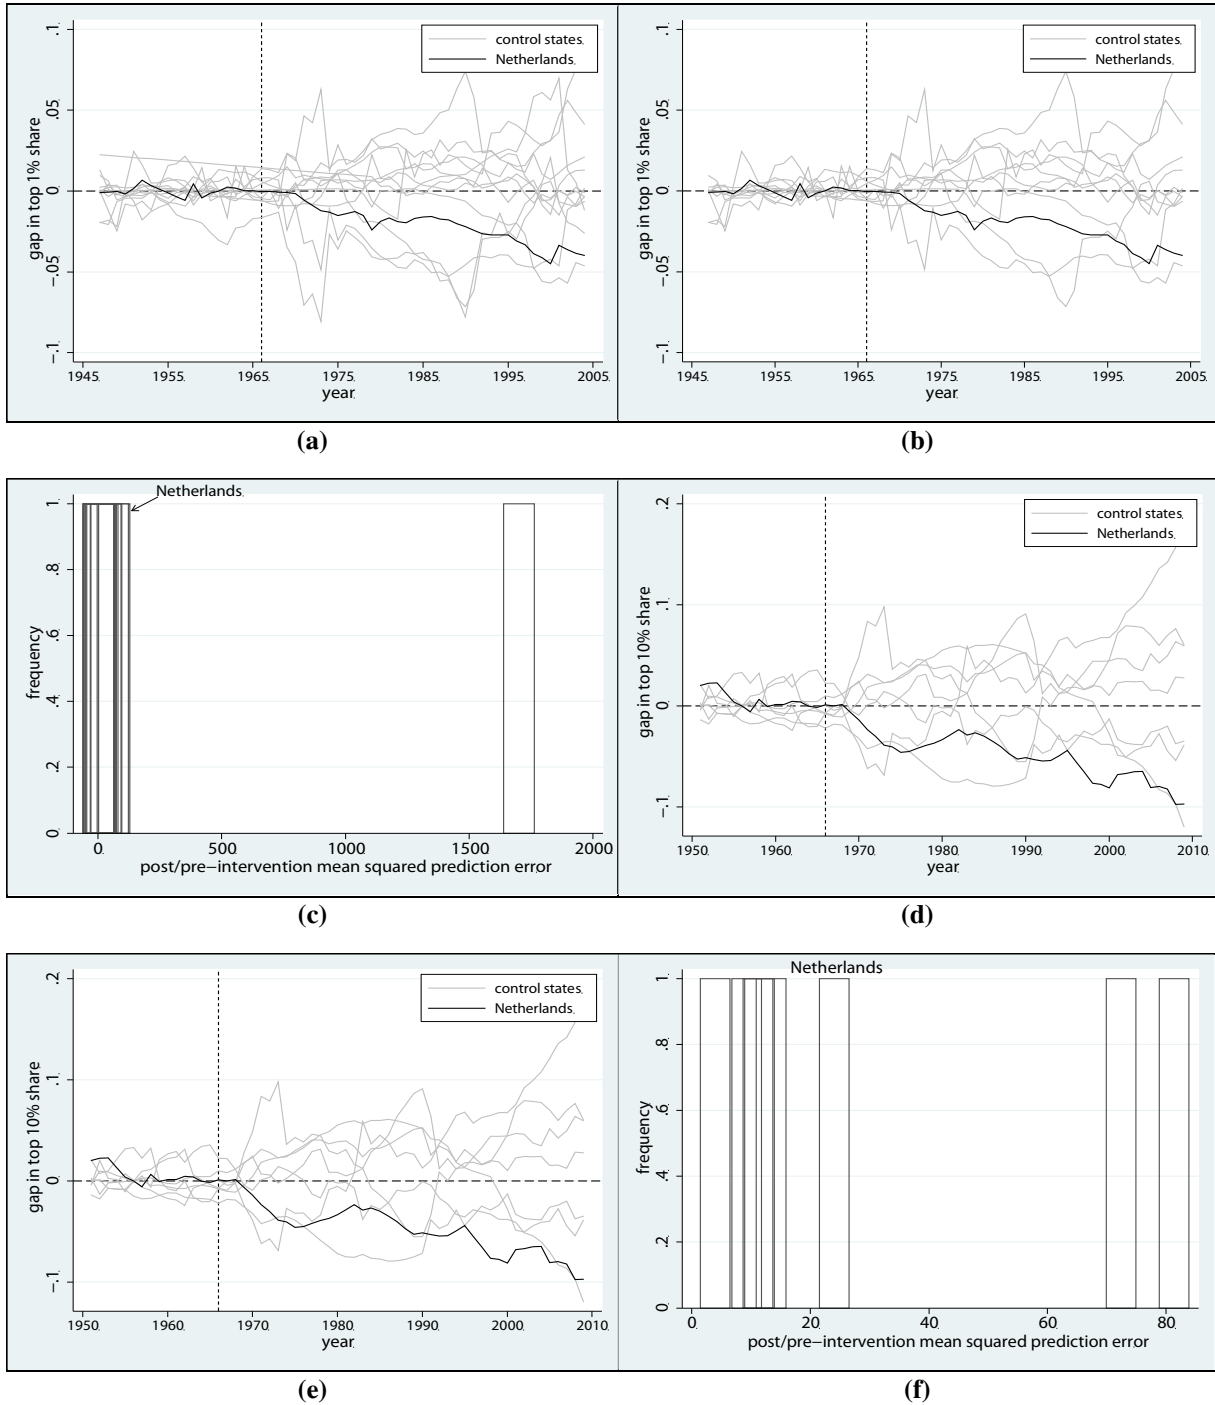 .1
.05
0
-.05
-.1
gap in top 1% share
control states
Netherlands
1945 1955 1965 1975 1985 1995 2005
year
(a)
.1
.05
0
-.05
-.1
gap in top 1% share
control states
Netherlands
1945 1955 1965 1975 1985 1995 2005
year
(b)
Netherlands
1
.8
.6
.4
.2
0
frequency
0 500 1000 1500 2000
post/pre-intervention mean squared prediction error
(c)
.2
.1
0
-.1
gap in top 10% share
control states
Netherlands
1950 1960 1970 1980 1990 2000 2010
year
(d)
.2
.1
0
-.1
gap in top 10% share
control states
Netherlands
1950 1960 1970 1980 1990 2000 2010
year
(e)
Netherlands
1
.8
.6
.4
.2
0
frequency
0 20 40 60 80
post/pre-intervention mean squared prediction error
(f)